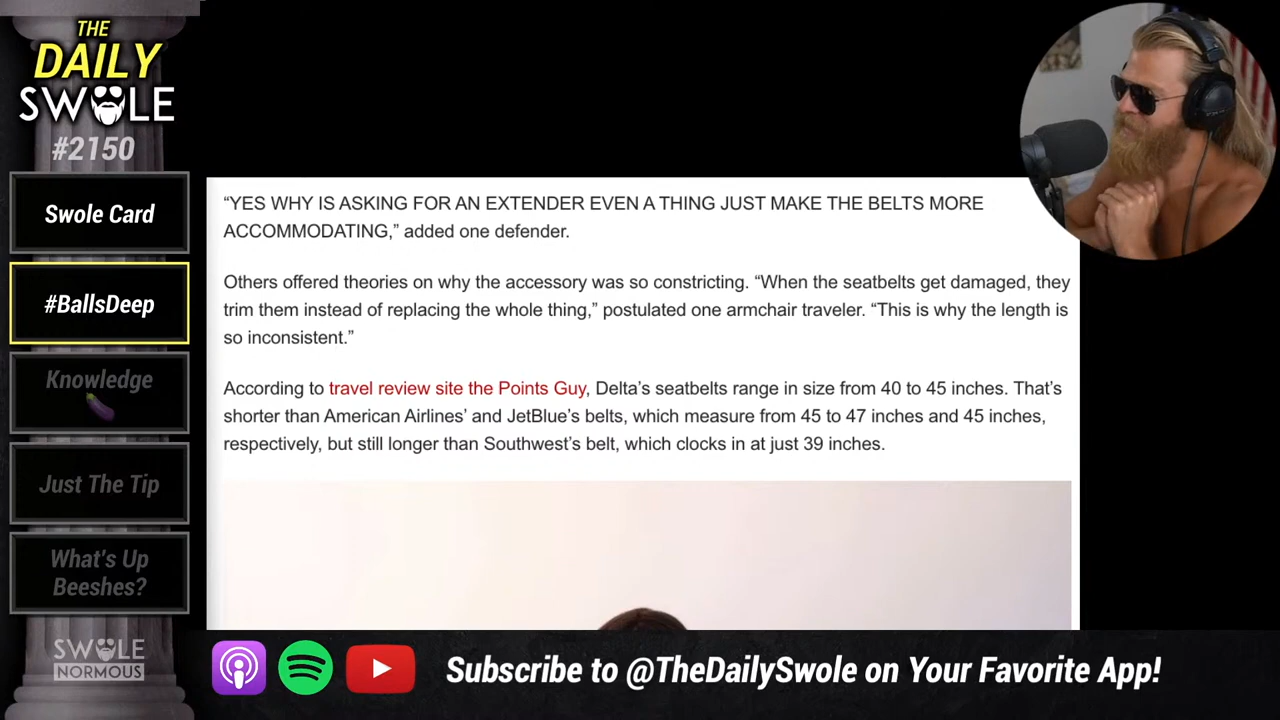 THE
DAILY
SWOLE
#2150
Swole Card
#BallsDeep
Knowledge
Just The Tip
What's Up
Beeshes?
SWOLE
NORMOUS
“YES WHY IS ASKING FOR AN EXTENDER EVEN A THING JUST MAKE THE BELTS MORE
ACCOMMODATING,” added one defender.
Others offered theories on why the accessory was so constricting. “When the seatbelts get damaged, they
trim them instead of replacing the whole thing,” postulated one armchair traveler. “This is why the length is
so inconsistent.”
According to travel review site the Points Guy, Delta’s seatbelts range in size from 40 to 45 inches. That’s
shorter than American Airlines’ and JetBlue’s belts, which measure from 45 to 47 inches and 45 inches,
respectively, but still longer than Southwest’s belt, which clocks in at just 39 inches.
Subscribe to @TheDailySwole on Your Favorite App!